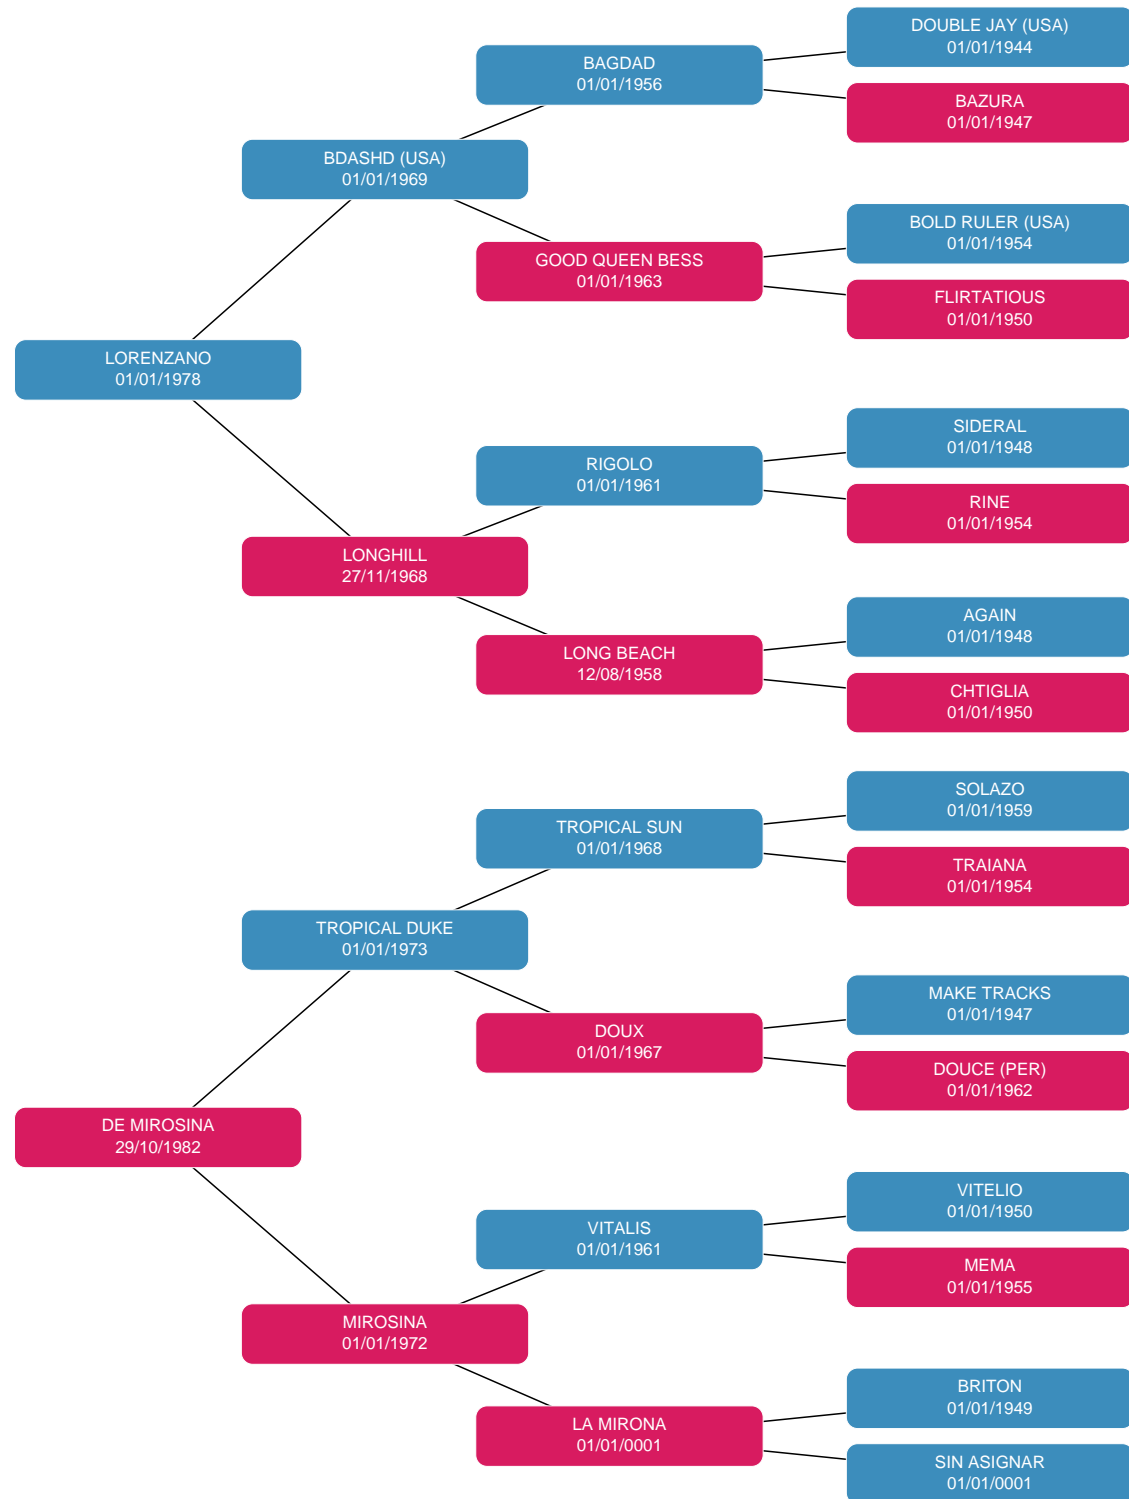 DOUBLE JAY (USA)
01/01/1944
BAGDAD
01/01/1956
BAZURA
01/01/1947
BDASHD (USA)
01/01/1969
BOLD RULER (USA)
01/01/1954
GOOD QUEEN BESS
01/01/1963
FLIRTATIOUS
01/01/1950
LORENZANO
01/01/1978
SIDERAL
01/01/1948
RIGOLO
01/01/1961
RINE
01/01/1954
LONGHILL
27/11/1968
AGAIN
01/01/1948
LONG BEACH
12/08/1958
CHTIGLIA
01/01/1950
SOLAZO
01/01/1959
TROPICAL SUN
01/01/1968
TRAIANA
01/01/1954
TROPICAL DUKE
01/01/1973
MAKE TRACKS
01/01/1947
DOUX
01/01/1967
DOUCE (PER)
01/01/1962
DE MIROSINA
29/10/1982
VITELIO
01/01/1950
VITALIS
01/01/1961
MEMA
01/01/1955
MIROSINA
01/01/1972
BRITON
01/01/1949
LA MIRONA
01/01/0001
SIN ASIGNAR
01/01/0001